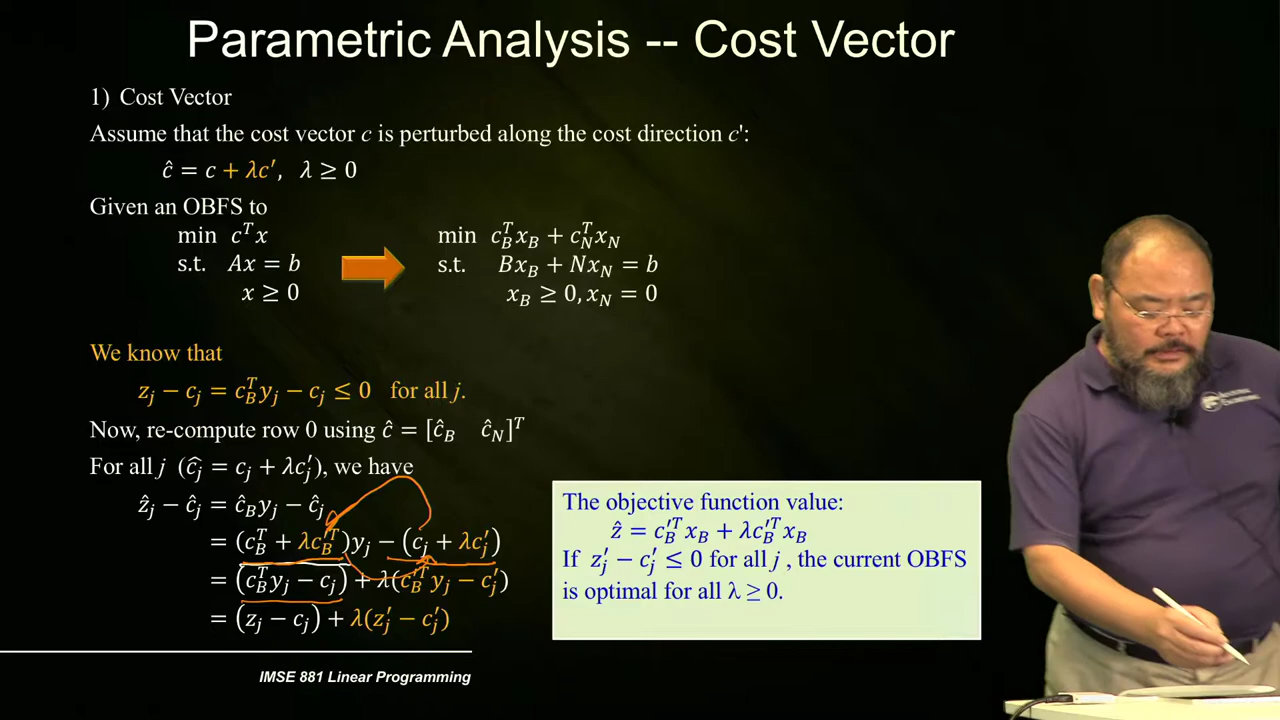 Parametric Analysis -- Cost Vector
1) Cost Vector
Assume that the cost vector c is perturbed along the cost direction c':
ĉ = c + λc′, λ ≥ 0
Given an OBFS to
min c^T x
s.t. Ax = b
x ≥ 0
min c_B^T x_B + c_N^T x_N
s.t. Bx_B + Nx_N = b
x_B ≥ 0, x_N = 0
We know that
z_j − c_j = c_B^T y_j − c_j ≤ 0 for all j.
Now, re-compute row 0 using ĉ = [ĉ_B ĉ_N]^T
For all j (ĉ_j = c_j + λc′_j), we have
ẑ_j − ĉ_j = ĉ_B y_j − ĉ_j
= (c_B^T + λc′_B^T)y_j − (c_j + λc′_j)
= (c_B^T y_j − c_j) + λ(c′_B^T y_j − c′_j)
= (z_j − c_j) + λ(z′_j − c′_j)
The objective function value:
ẑ = c′_B^T x_B + λc′_B^T x_B
If z′_j − c′_j ≤ 0 for all j , the current OBFS
is optimal for all λ ≥ 0.
IMSE 881 Linear Programming